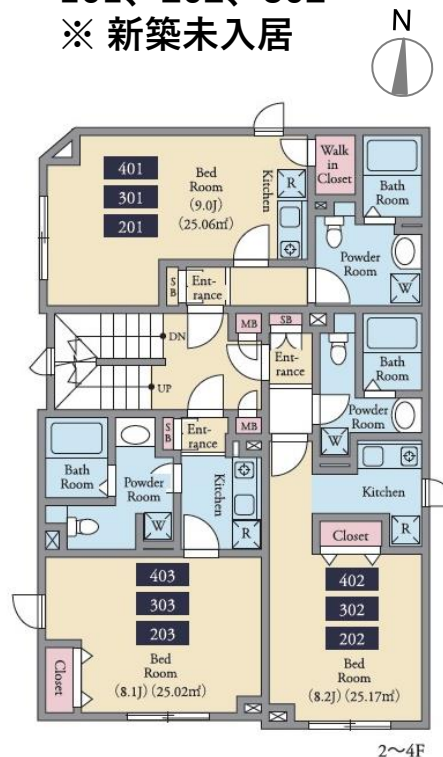 ※ 新築未入居
N
401
301
201
Bed
Room
(9.0J)
(25.06㎡)
Kitchen
R
Walk
in
Closet
Bath
Room
Powder
Room
W
SB
Ent-
rance
DN
UP
MB
SB
Ent-
rance
Bath
Room
Powder
Room
W
SB
Ent-
rance
MB
Bath
Room
Powder
Room
W
Kitchen
R
Kitchen
R
Closet
403
303
203
Bed
Room
(8.1J)(25.02㎡)
Closet
402
302
202
Bed
Room
(8.2J)(25.17㎡)
2〜4F